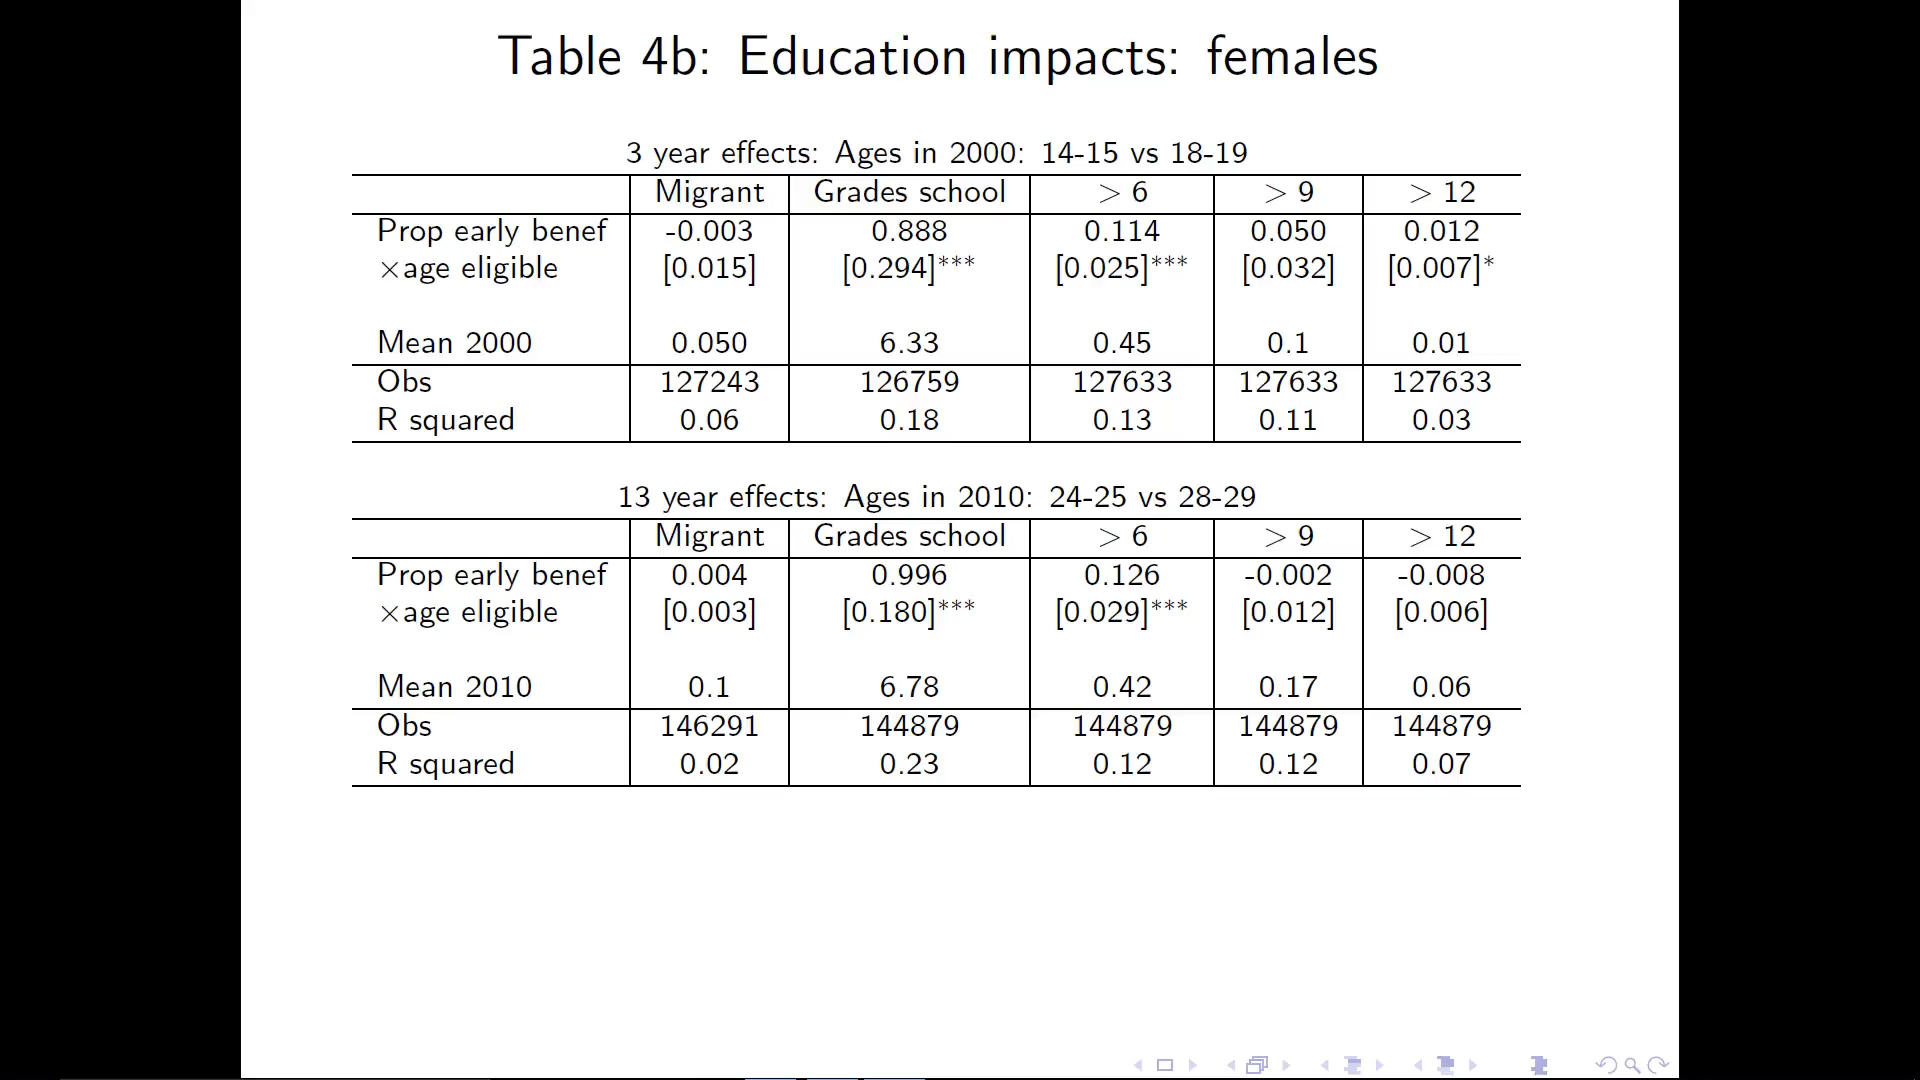 Table 4b: Education impacts: females
3 year effects: Ages in 2000: 14-15 vs 18-19
Migrant Grades school > 6 > 9 > 12
Prop early benef -0.003 0.888 0.114 0.050 0.012
×age eligible [0.015] [0.294]*** [0.025]*** [0.032] [0.007]*
Mean 2000 0.050 6.33 0.45 0.1 0.01
Obs 127243 126759 127633 127633 127633
R squared 0.06 0.18 0.13 0.11 0.03
13 year effects: Ages in 2010: 24-25 vs 28-29
Migrant Grades school > 6 > 9 > 12
Prop early benef 0.004 0.996 0.126 -0.002 -0.008
×age eligible [0.003] [0.180]*** [0.029]*** [0.012] [0.006]
Mean 2010 0.1 6.78 0.42 0.17 0.06
Obs 146291 144879 144879 144879 144879
R squared 0.02 0.23 0.12 0.12 0.07